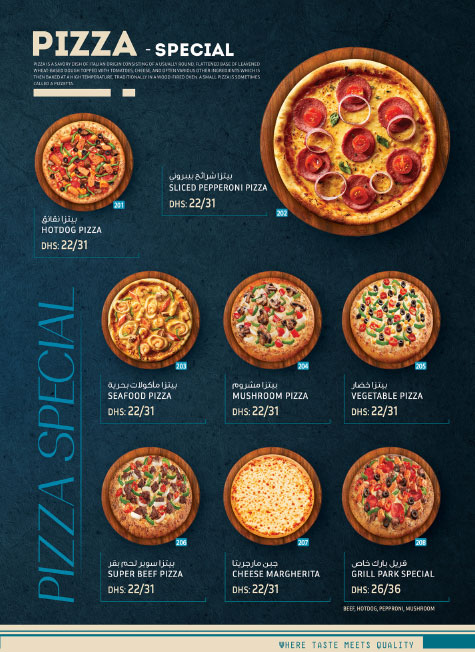 PIZZA - SPECIAL
PIZZA IS A SAVORY DISH OF ITALIAN ORIGIN CONSISTING OF A USUALLY ROUND, FLATTENED BASE OF LEAVENED
WHEAT-BASED DOUGH TOPPED WITH TOMATOES, CHEESE, AND OFTEN VARIOUS OTHER INGREDIENTS WHICH IS
THEN BAKED AT A HIGH TEMPERATURE, TRADITIONALLY IN A WOOD-FIRED OVEN. A SMALL PIZZA IS SOMETIMES
CALLED A PIZZETTA.
201
بيتزا نقانق
HOTDOG PIZZA
DHS: 22/31
بيتزا شرائح بيبروني
SLICED PEPPERONI PIZZA
DHS: 22/31
202
PIZZA SPECIAL
203
بيتزا مأكولات بحرية
SEAFOOD PIZZA
DHS: 22/31
204
بيتزا مشروم
MUSHROOM PIZZA
DHS: 22/31
205
بيتزا خضار
VEGETABLE PIZZA
DHS: 22/31
206
بيتزا سوبر لحم بقر
SUPER BEEF PIZZA
DHS: 22/31
207
جبن مارجريتا
CHEESE MARGHERITA
DHS: 22/31
208
قريل بارك خاص
GRILL PARK SPECIAL
DHS: 26/36
BEEF, HOTDOG, PEPPRONI, MUSHROOM
WHERE TASTE MEETS QUALITY